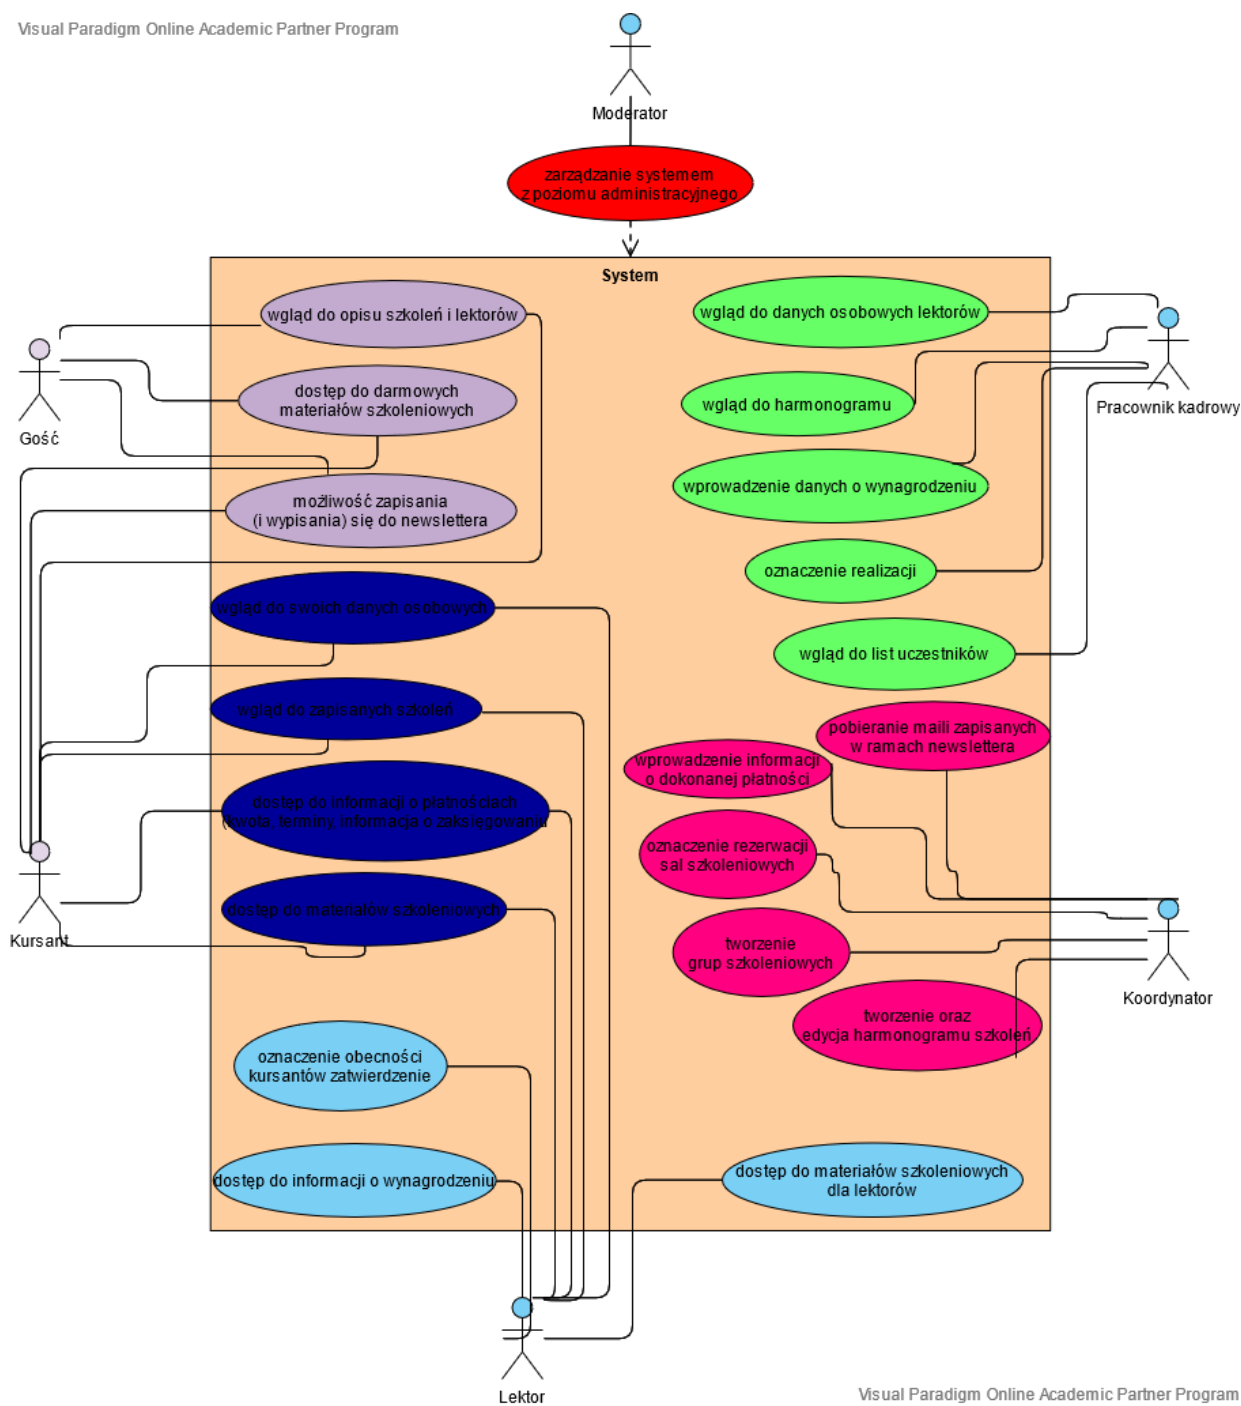 Visual Paradigm Online Academic Partner Program
Moderator
zarządzanie systemem
z poziomu administracyjnego
System
wgląd do opisu szkoleń i lektorów
wgląd do danych osobowych lektorów
Gość
dostęp do darmowych
materiałów szkoleniowych
wgląd do harmonogramu
Pracownik kadrowy
możliwość zapisania
(i wypisania) się do newslettera
wprowadzenie danych o wynagrodzeniu
oznaczenie realizacji
wgląd do swoich danych osobowych
wgląd do list uczestników
wgląd do zapisanych szkoleń
pobieranie maili zapisanych
w ramach newslettera
wprowadzenie informacji
o dokonanej płatności
dostęp do informacji o płatnościach
(kwota, terminy, informacja o zaksięgowaniu
oznaczenie rezerwacji
sal szkoleniowych
dostęp do materiałów szkoleniowych
Kursant
tworzenie
grup szkoleniowych
Koordynator
tworzenie oraz
edycja harmonogramu szkoleń
oznaczenie obecności
kursantów zatwierdzenie
dostęp do informacji o wynagrodzeniu
dostęp do materiałów szkoleniowych
dla lektorów
Lektor
Visual Paradigm Online Academic Partner Program